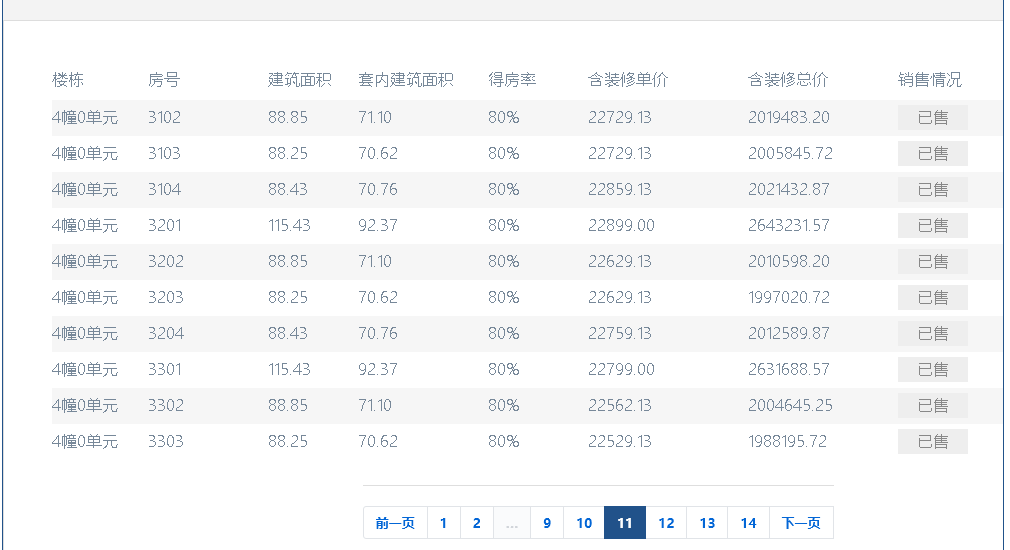 楼栋 房号 建筑面积 套内建筑面积 得房率 含装修单价 含装修总价 销售情况
4幢0单元 3102 88.85 71.10 80% 22729.13 2019483.20 已售
4幢0单元 3103 88.25 70.62 80% 22729.13 2005845.72 已售
4幢0单元 3104 88.43 70.76 80% 22859.13 2021432.87 已售
4幢0单元 3201 115.43 92.37 80% 22899.00 2643231.57 已售
4幢0单元 3202 88.85 71.10 80% 22629.13 2010598.20 已售
4幢0单元 3203 88.25 70.62 80% 22629.13 1997020.72 已售
4幢0单元 3204 88.43 70.76 80% 22759.13 2012589.87 已售
4幢0单元 3301 115.43 92.37 80% 22799.00 2631688.57 已售
4幢0单元 3302 88.85 71.10 80% 22562.13 2004645.25 已售
4幢0单元 3303 88.25 70.62 80% 22529.13 1988195.72 已售
前一页 1 2 ... 9 10 11 12 13 14 下一页